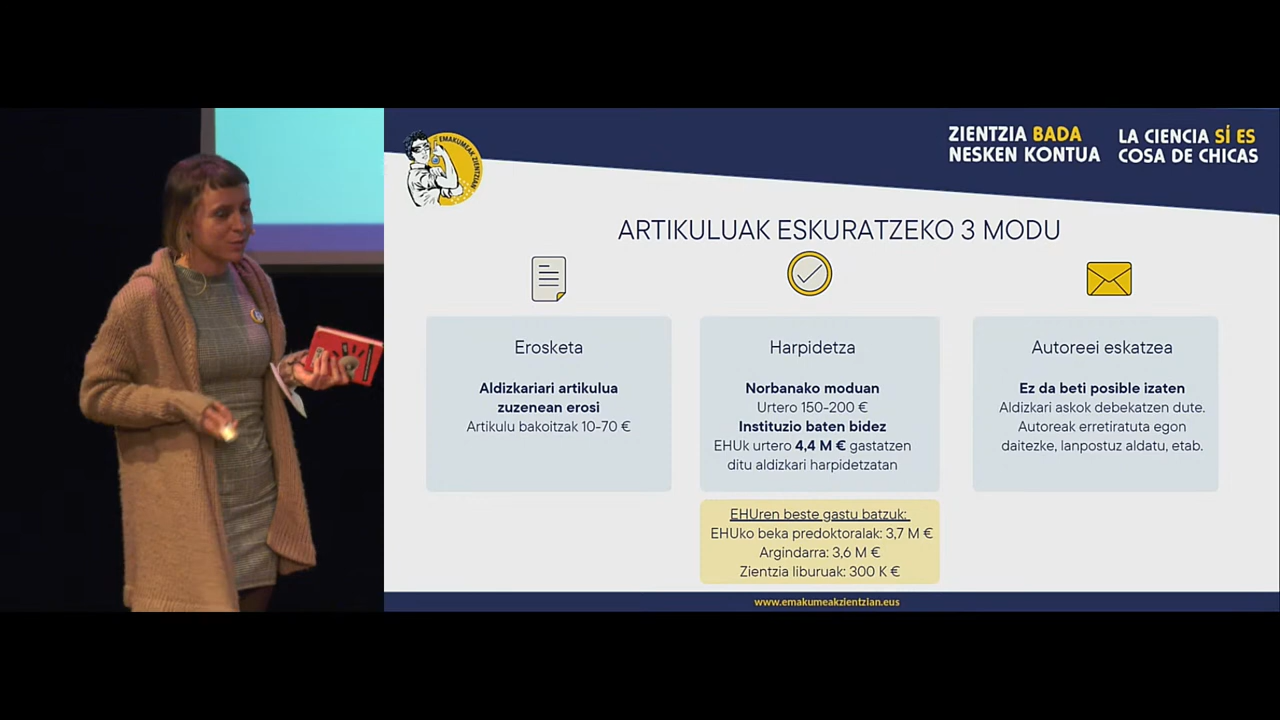 EMAKUMEAK ZIENTZIAN
ZIENTZIA BADA
NESKEN KONTUA
LA CIENCIA SÍ ES
COSA DE CHICAS
ARTIKULUAK ESKURATZEKO 3 MODU
Erosketa
Aldizkariari artikulua
zuzenean erosi
Artikulu bakoitzak 10-70 €
Harpidetza
Norbanako moduan
Urtero 150-200 €
Instituzio baten bidez
EHUk urtero 4,4 M € gastatzen
ditu aldizkari harpidetzatan
Autoreei eskatzea
Ez da beti posible izaten
Aldizkari askok debekatzen dute.
Autoreak erretiratuta egon
daitezke, lanpostuz aldatu, etab.
EHUren beste gastu batzuk:
EHUko beka predoktoralak: 3,7 M €
Argindarra: 3,6 M €
Zientzia liburuak: 300 K €
www.emakumeakzientzian.eus